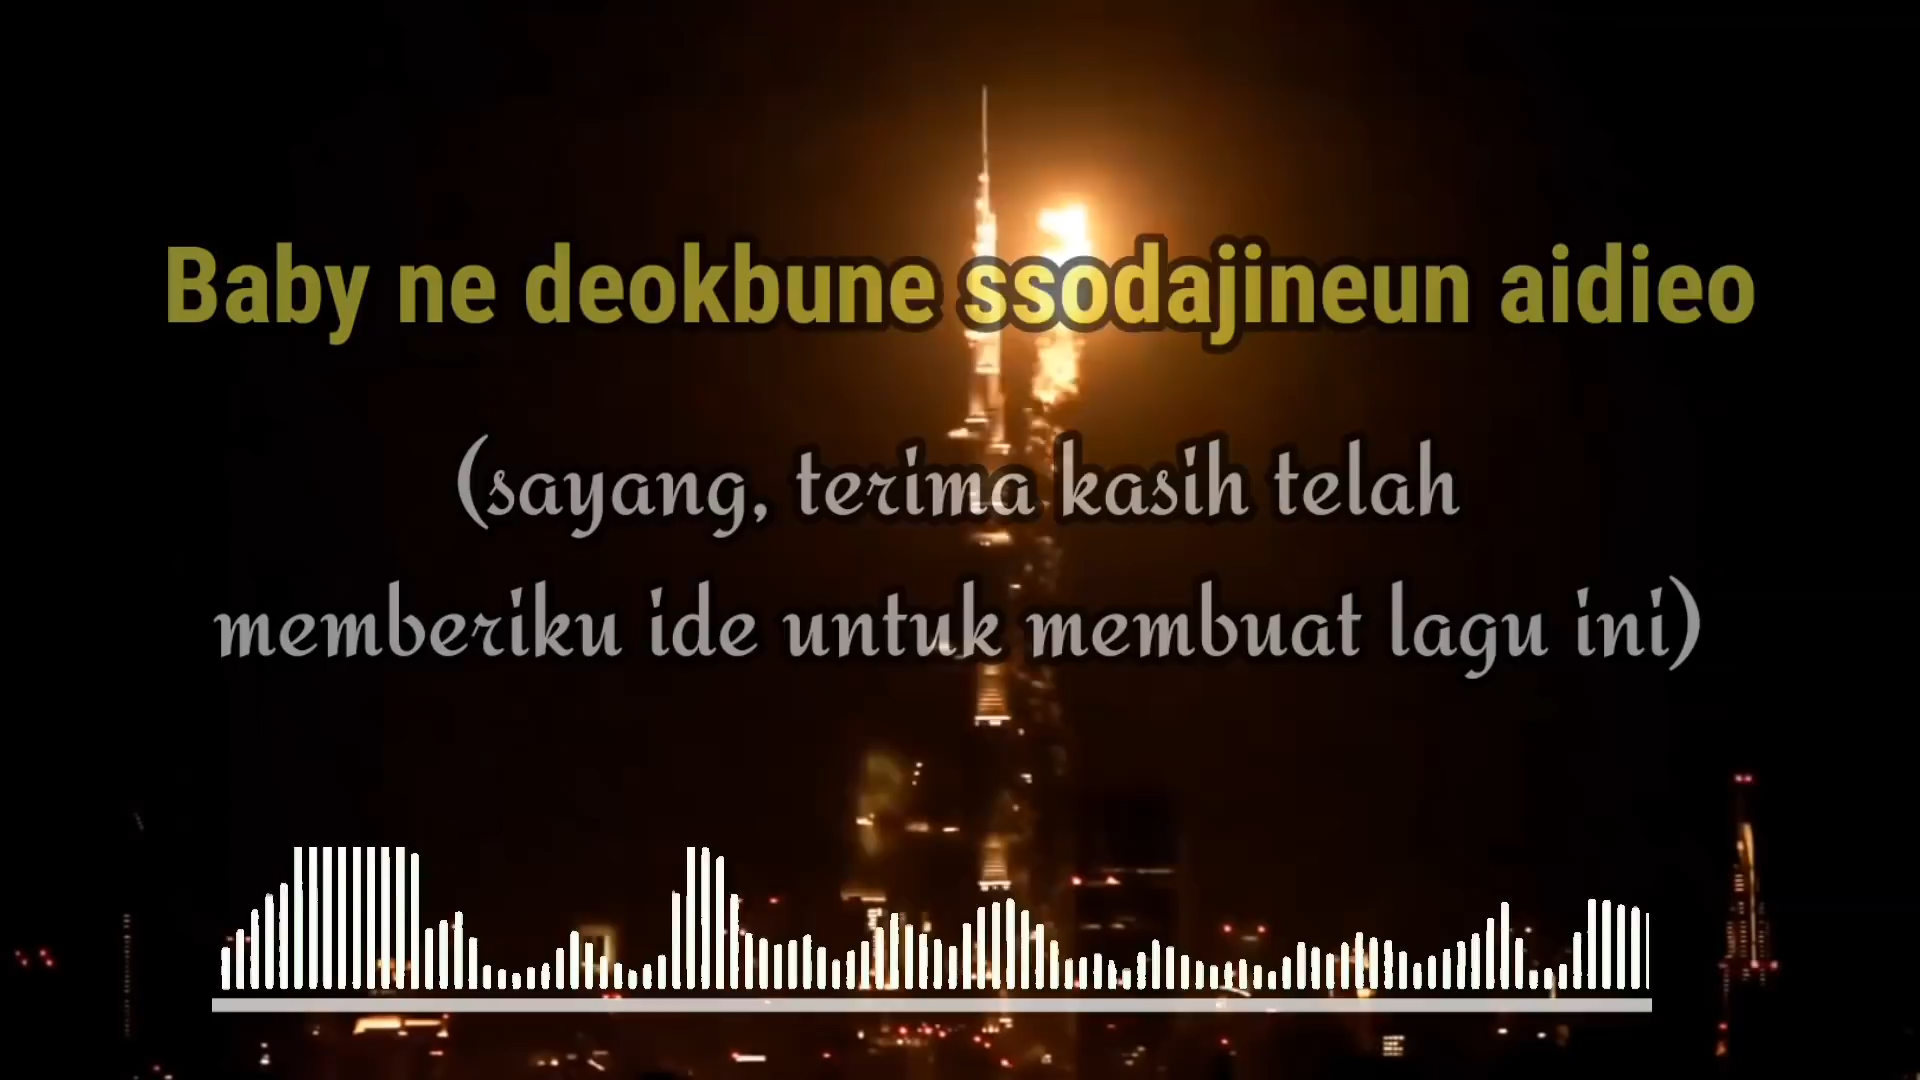 Baby ne deokbune ssodajineun aidieo
(sayang, terima kasih telah
memberiku ide untuk membuat lagu ini)